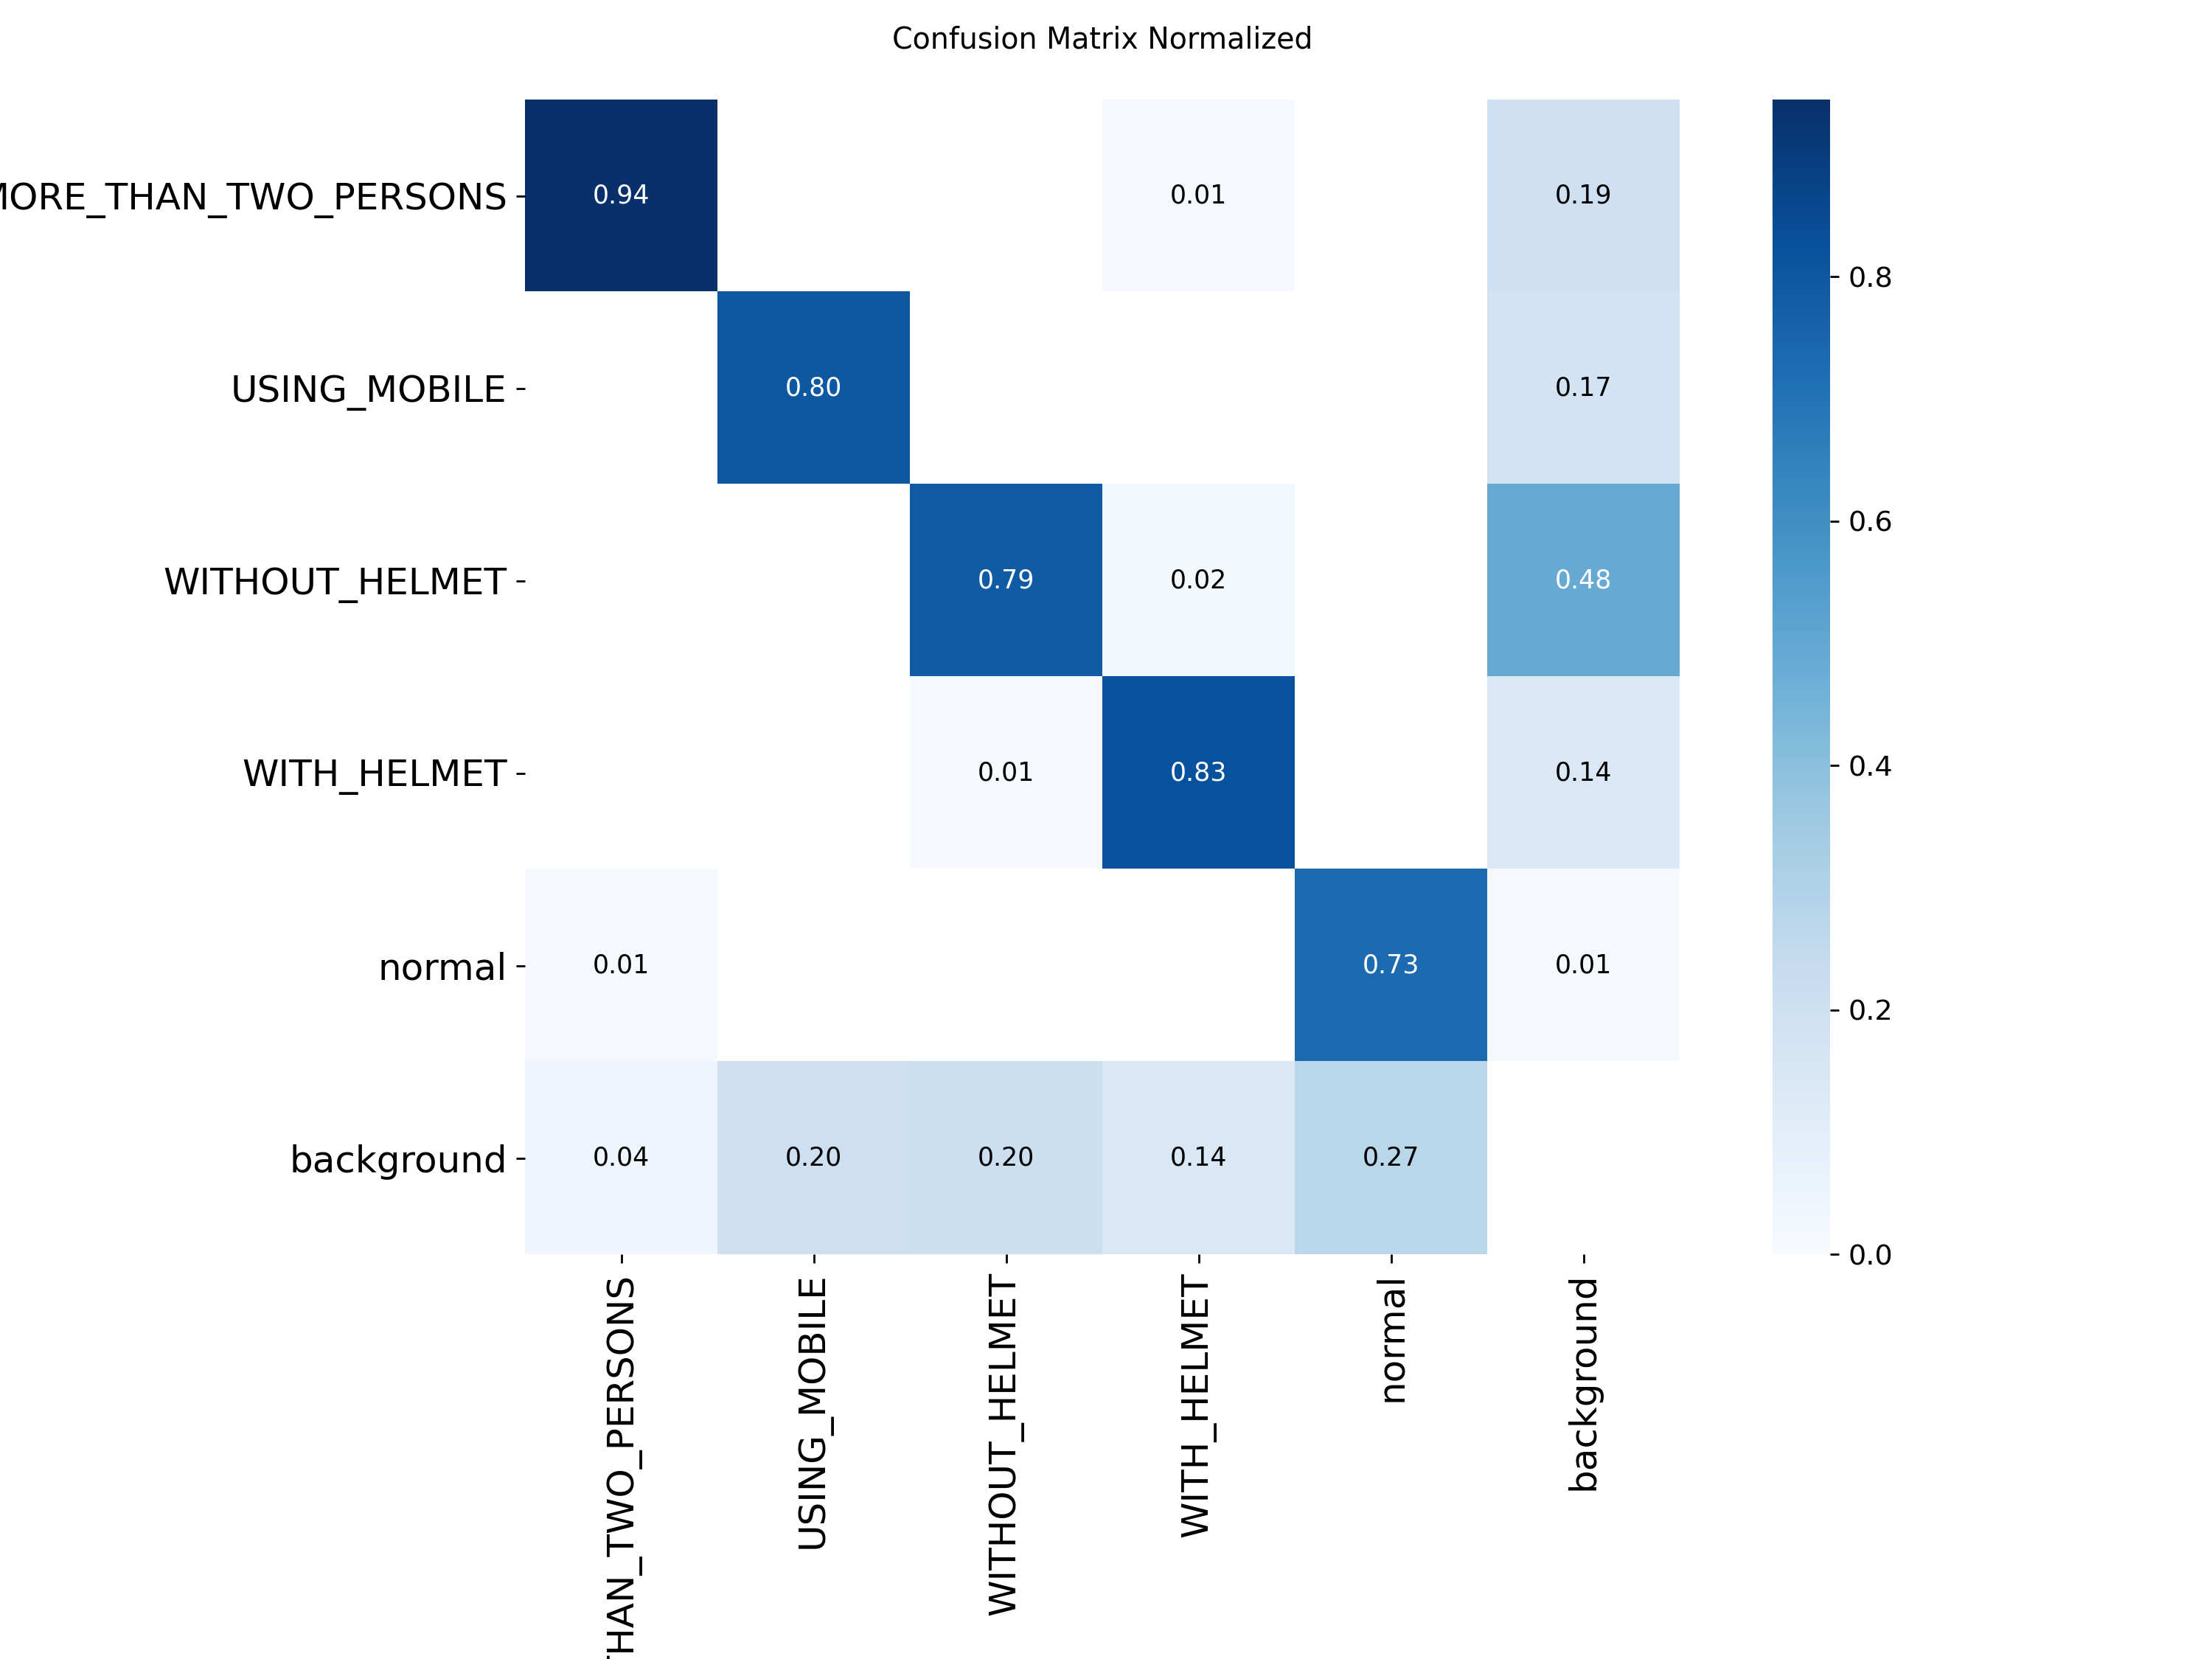 Confusion Matrix Normalized
MORE_THAN_TWO_PERSONS 0.94 0.01 0.19
0.8
USING_MOBILE 0.80 0.17
0.6
WITHOUT_HELMET 0.79 0.02 0.48
WITH_HELMET 0.01 0.83 0.14
0.4
normal 0.01 0.73 0.01
0.2
background 0.04 0.20 0.20 0.14 0.27
0.0
THAN_TWO_PERSONS
USING_MOBILE
WITHOUT_HELMET
WITH_HELMET
normal
background